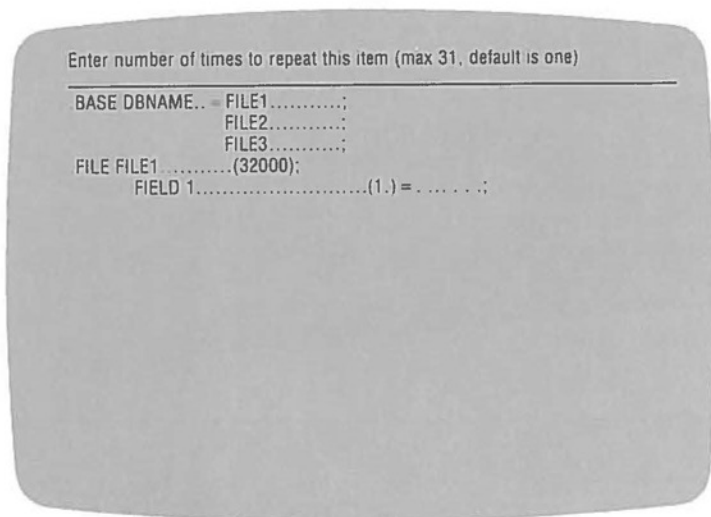 Enter number of times to repeat this item (max 31, default is one)
BASE DBNAME.. = FILE1...........;
FILE2...........;
FILE3...........;
FILE FILE1...........(32000);
FIELD 1..........................(1.) = . ... . . .;